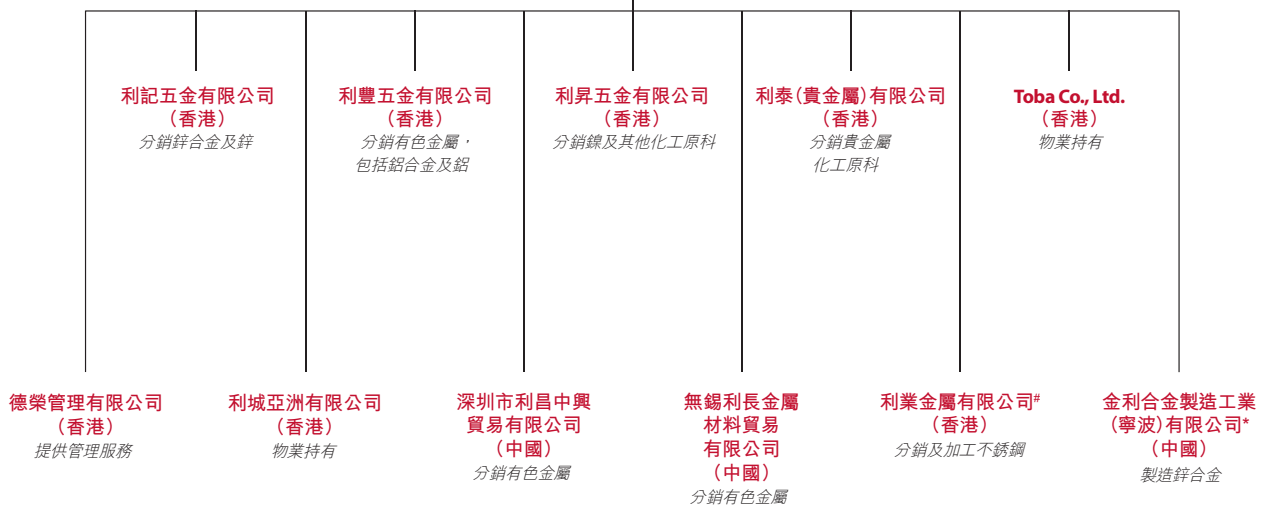 利記五金有限公司
（香港）
分銷鋅合金及鋅
利豐五金有限公司
（香港）
分銷有色金屬，
包括鋁合金及鋁
利昇五金有限公司
（香港）
分銷鎳及其他化工原料
利泰(貴金屬)有限公司
（香港）
分銷貴金屬
化工原料
Toba Co., Ltd.
（香港）
物業持有
德榮管理有限公司
（香港）
提供管理服務
利城亞洲有限公司
（香港）
物業持有
深圳市利昌中興
貿易有限公司
（中國）
分銷有色金屬
無錫利長金屬
材料貿易
有限公司
（中國）
分銷有色金屬
利業金屬有限公司#
（香港）
分銷及加工不銹鋼
金利合金製造工業
(寧波)有限公司*
（中國）
製造鋅合金